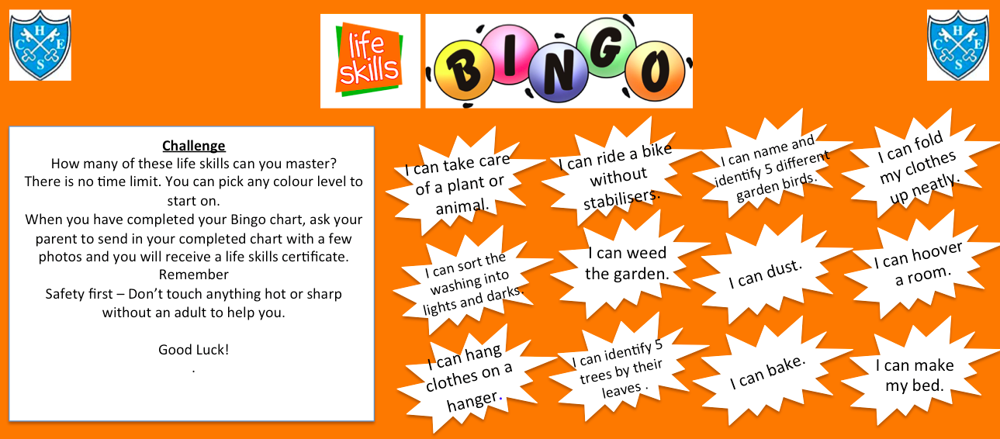 H
C E
S
life
skills
BINGO
H
C E
S
Challenge
How many of these life skills can you master?
There is no time limit. You can pick any colour level to
start on.
When you have completed your Bingo chart, ask your
parent to send in your completed chart with a few
photos and you will receive a life skills certificate.
Remember
Safety first – Don’t touch anything hot or sharp
without an adult to help you.
Good Luck!
.
I can take care
of a plant or
animal.
I can ride a bike
without
stabilisers.
I can name and
identify 5 different
garden birds.
I can fold
my clothes
up neatly.
I can sort the
washing into
lights and darks.
I can weed
the garden.
I can dust.
I can hoover
a room.
I can hang
clothes on a
hanger.
I can identify 5
trees by their
leaves .
I can bake.
I can make
my bed.